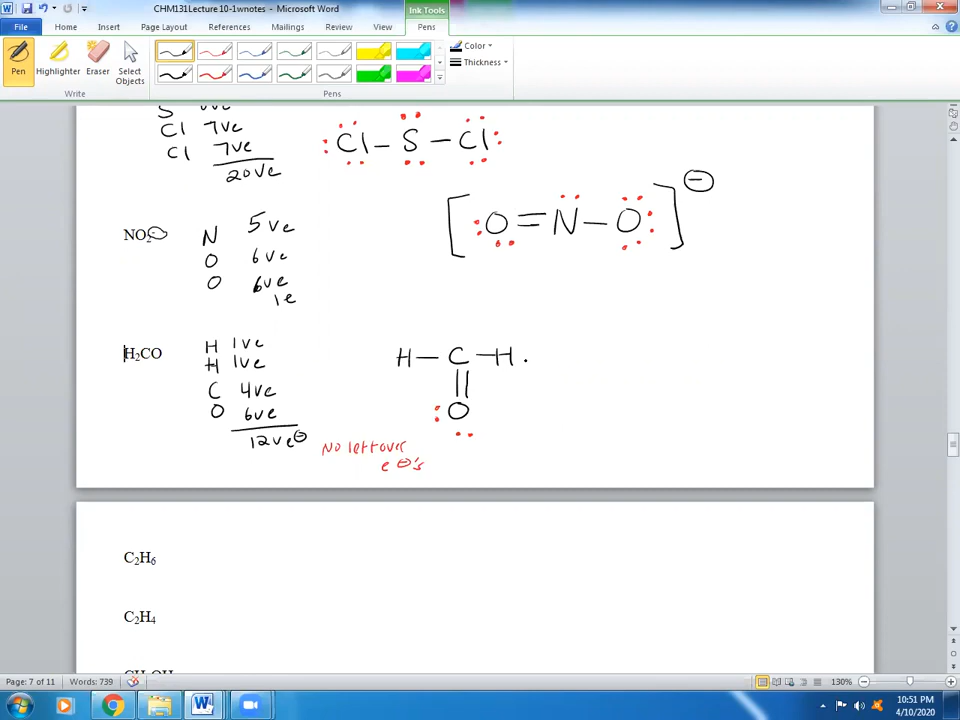 CHM131Lecture 10-1wnotes - Microsoft Word
Ink Tools
File Home Insert Page Layout References Mailings Review View Pens
Pen Highlighter Eraser Select Objects
Color
Thickness
Write
Pens
S
Cl 7ve
Cl 7ve
20ve
Cl — S — Cl
NO2-
N 5ve
O 6ve
O 6ve
1e
[O=N—O]-
H2CO
H 1ve
H 1ve
C 4ve
O 6ve
12ve-
H — C — H
O
No leftover
e-'s
C2H6
C2H4
Page: 7 of 11 Words: 739 130%
10:51 PM
4/10/2020